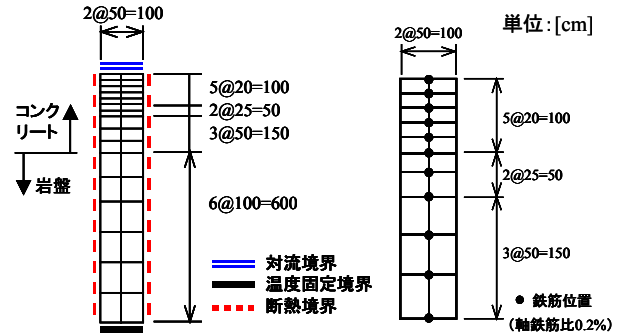 2@50=100
5@20=100
2@25=50
3@50=150
6@100=600
コンク
リート
岩盤
対流境界
温度固定境界
断熱境界
単位:[cm]
2@50=100
5@20=100
2@25=50
3@50=150
鉄筋位置
(軸鉄筋比0.2%)